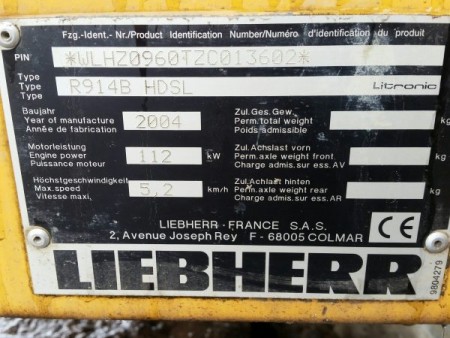 Fzg.-Ident.- Nr./Product Identification Number/Numéro d'identification du produit
PIN *WLHZ0960TZC013602*
Type
Type R914B HDSL Litronic
Type
Baujahr
Year of manufacture 2004
Année de fabrication
Zul.Ges.Gew.
Perm.total weight kg
Poids admissible
Motorleistung
Engine power 112 kW
Puissance moteur
Zul.Achslast vorn
Perm.axle weight front kg
Charge admis.sur ess.AV
Höchstgeschwindigkeit
Max.speed 5,2 km/h
Vitesse maxi.
Zul.Achslast hinten
Perm.axle weight rear kg
Charge admis.sur ess.AR
LIEBHERR - FRANCE S.A.S.
2, Avenue Joseph Rey F - 68005 COLMAR
CE
LIEBHERR
9804279